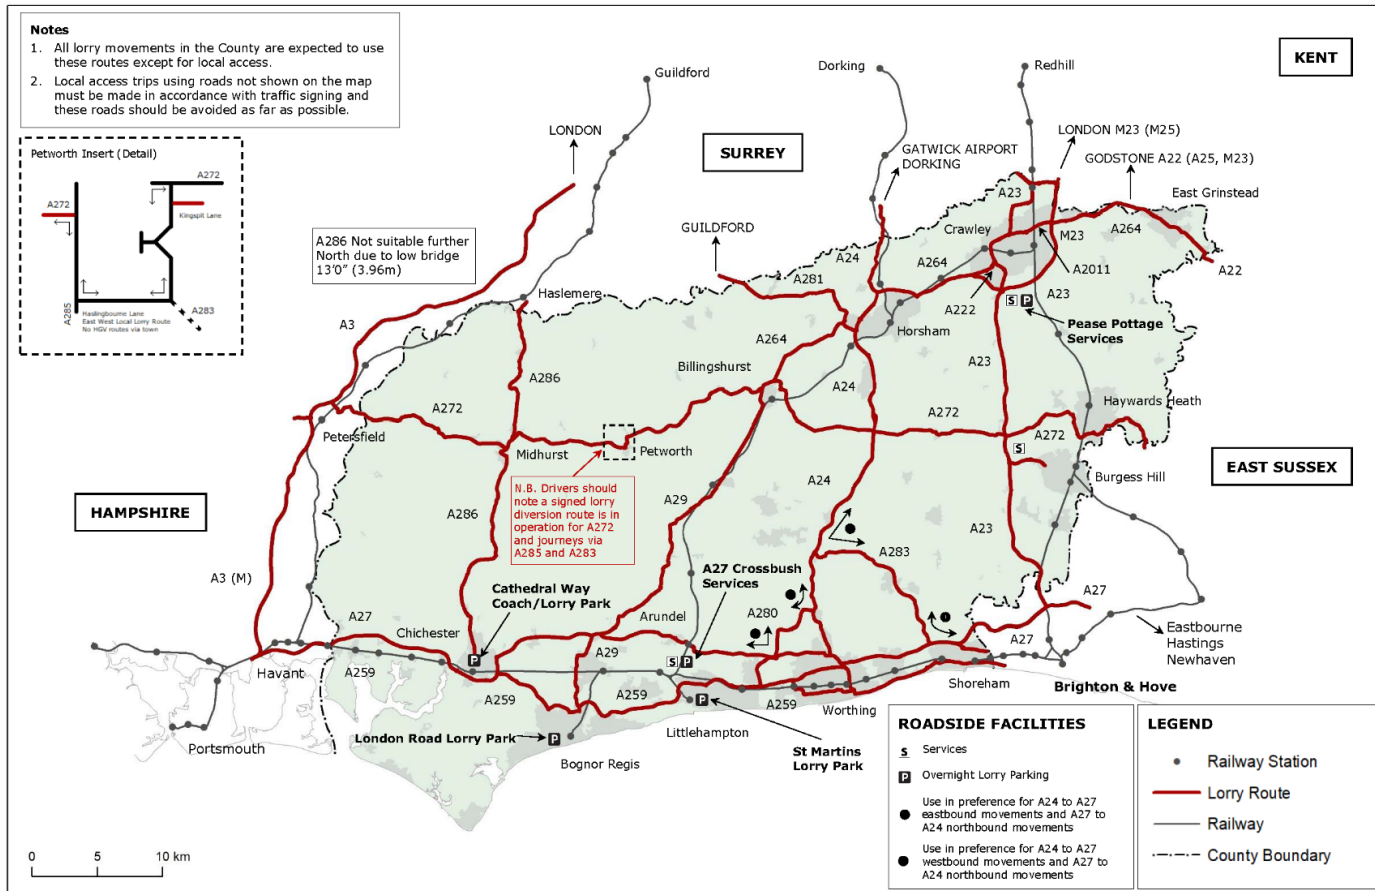 Notes
1. All lorry movements in the County are expected to use
these routes except for local access.
2. Local access trips using roads not shown on the map
must be made in accordance with traffic signing and
these roads should be avoided as far as possible.
Petworth Insert (Detail)
A272
A272
Kingspit Lane
A285
A283
Haslingbourne Lane
East West Local Lorry Route
No HGV routes via town
Guildford
Dorking
Redhill
KENT
LONDON
SURREY
GATWICK AIRPORT
DORKING
LONDON M23 (M25)
GODSTONE A22 (A25, M23)
A23
East Grinstead
A286 Not suitable further
North due to low bridge
13'0" (3.96m)
GUILDFORD
Crawley
M23
A264
A24
A264
A2011
A22
A281
Haslemere
A23
A222
A3
Horsham
Pease Pottage
Services
S
P
A264
Billingshurst
A23
A286
A24
A272
A272
Haywards Heath
Petersfield
A272
Midhurst
Petworth
S
Burgess Hill
EAST SUSSEX
HAMPSHIRE
N.B. Drivers should
note a signed lorry
diversion route is in
operation for A272
and journeys via
A285 and A283
A24
A29
A286
A23
A283
A3 (M)
A27 Crossbush
Services
Cathedral Way
Coach/Lorry Park
A27
A280
A27
Chichester
Arundel
Eastbourne
Hastings
Newhaven
A27
A29
P
S
P
Havant
A259
Shoreham
Brighton & Hove
A259
A259
A259
Worthing
P
Littlehampton
London Road Lorry Park
P
Portsmouth
St Martins
Lorry Park
Bognor Regis
0 5 10 km
ROADSIDE FACILITIES
S Services
P Overnight Lorry Parking
Use in preference for A24 to A27
eastbound movements and A27 to
A24 northbound movements
Use in preference for A24 to A27
westbound movements and A27 to
A24 northbound movements
LEGEND
Railway Station
Lorry Route
Railway
County Boundary